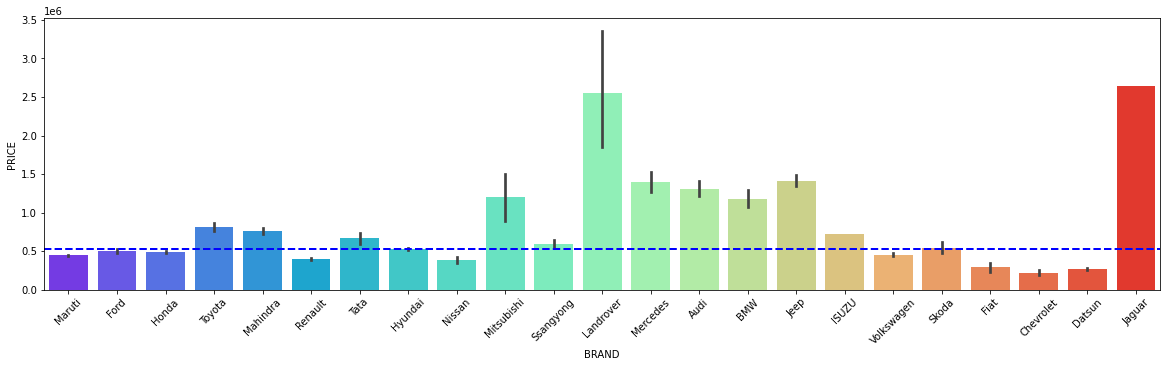 1e6
3.5
3.0
2.5
2.0
1.5
1.0
0.5
0.0
PRICE
Maruti
Ford
Honda
Toyota
Mahindra
Renault
Tata
Hyundai
Nissan
Mitsubishi
Ssangyong
Landrover
Mercedes
Audi
BMW
Jeep
ISUZU
Volkswagen
Skoda
Fiat
Chevrolet
Datsun
Jaguar
BRAND